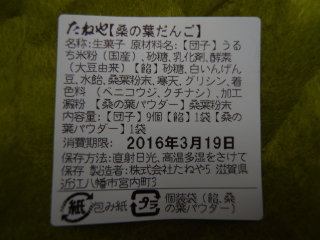 たねや【桑の葉だんご】
名称:生菓子 原材料名:【団子】うる
ち米粉(国産)、砂糖、乳化剤、酵素
(大豆由来)【餡】砂糖、白いんげん
豆、水飴、桑葉粉末、寒天、グリシン、着
色料 (ベニコウジ、クチナシ)、加工
澱粉 【桑の葉パウダー】桑葉粉末
内容量:【団子】9個【餡】1袋【桑の
葉パウダー】1袋
消費期限: 2016年3月19日
保存方法:直射日光、高温多湿をさけて
保存 製造者:株式会社たねや5 滋賀県
近江八幡市宮内町3
紙 包み紙 プラ 個装袋(餡、桑
の葉パウダー)